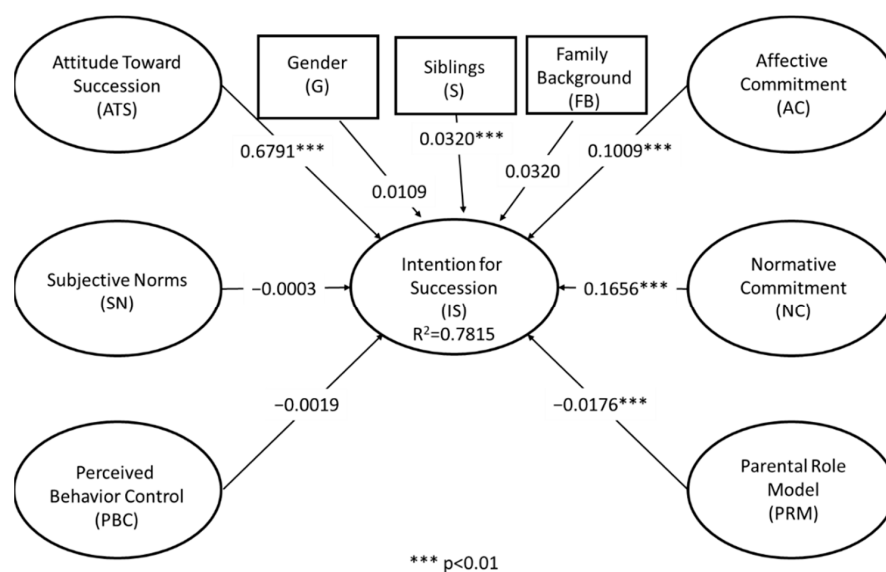 Attitude Toward
Succession
(ATS)
Gender
(G)
Siblings
(S)
Family
Background
(FB)
Affective
Commitment
(AC)
0.6791***
0.0109
0.0320***
0.0320
0.1009***
Subjective Norms
(SN)
−0.0003
Intention for
Succession
(IS)
R²=0.7815
0.1656***
Normative
Commitment
(NC)
−0.0019
−0.0176***
Perceived
Behavior Control
(PBC)
Parental Role
Model
(PRM)
*** p<0.01